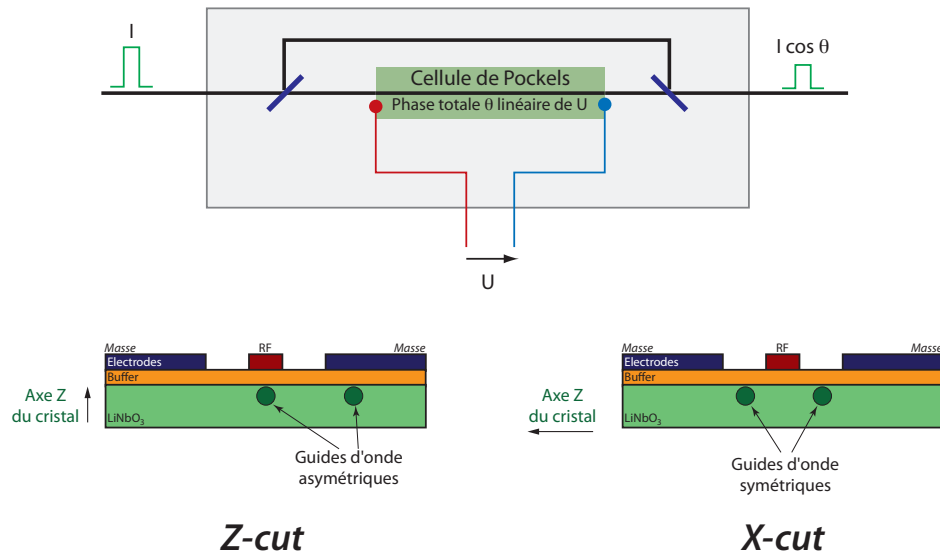 I
I cos θ
Cellule de Pockels
Phase totale θ linéaire de U
U
Masse
RF
Masse
Electrodes
Buffer
Axe Z
du cristal
LiNbO3
Guides d'onde
asymétriques
Z-cut
Masse
RF
Masse
Electrodes
Buffer
Axe Z
du cristal
LiNbO3
Guides d'onde
symétriques
X-cut